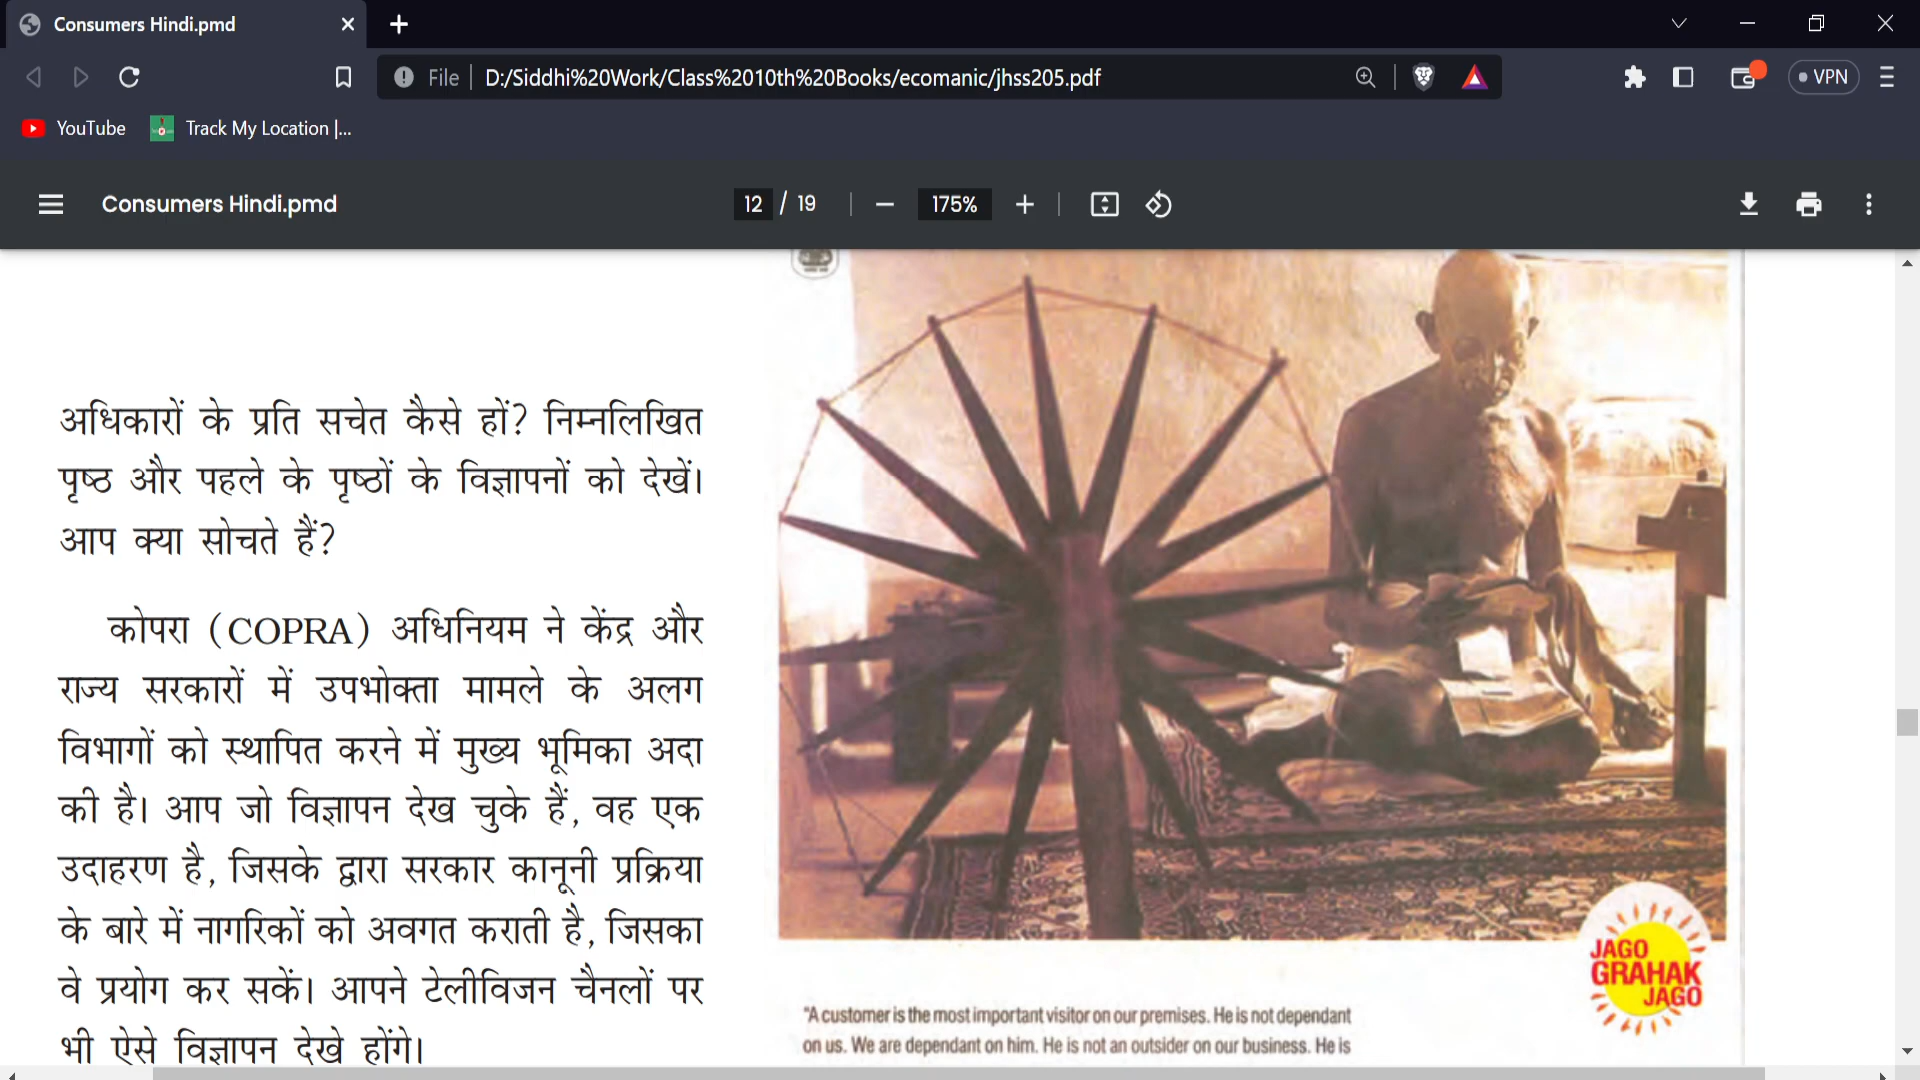 Consumers Hindi.pmd
File
D:/Siddhi%20Work/Class%2010th%20Books/ecomanic/jhss205.pdf
VPN
YouTube
Track My Location |...
Consumers Hindi.pmd
12 / 19
175%
अधिकारों के प्रति सचेत कैसे हों? निम्नलिखित
पृष्ठ और पहले के पृष्ठों के विज्ञापनों को देखें।
आप क्या सोचते हैं?
कोपरा (COPRA) अधिनियम ने केंद्र और
राज्य सरकारों में उपभोक्ता मामले के अलग
विभागों को स्थापित करने में मुख्य भूमिका अदा
की है। आप जो विज्ञापन देख चुके हैं, वह एक
उदाहरण है, जिसके द्वारा सरकार कानूनी प्रक्रिया
के बारे में नागरिकों को अवगत कराती है, जिसका
वे प्रयोग कर सकें। आपने टेलीविजन चैनलों पर
भी ऐसे विज्ञापन देखे होंगे।
JAGO
GRAHAK
JAGO
"A customer is the most important visitor on our premises. He is not dependant
on us. We are dependant on him. He is not an outsider on our business. He is